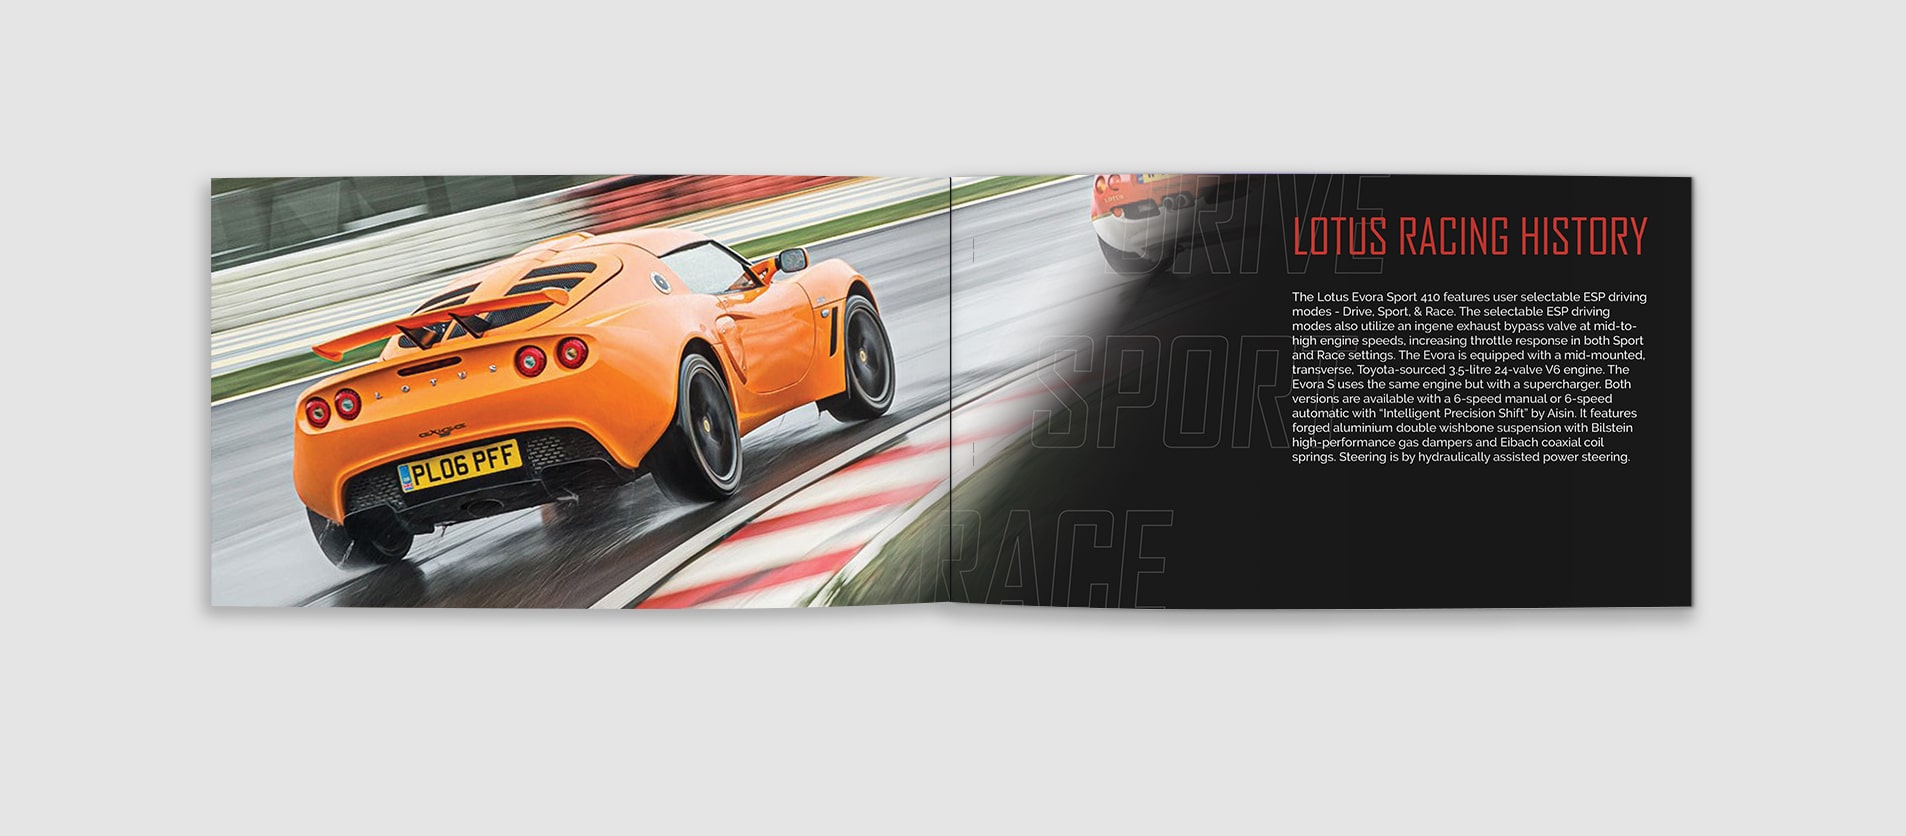 LOTUS
exige
PL06 PFF
DRIVE
SPORT
RACE
LOTUS RACING HISTORY
The Lotus Evora Sport 410 features user selectable ESP driving
modes - Drive, Sport, & Race. The selectable ESP driving
modes also utilize an ingene exhaust bypass valve at mid-to-
high engine speeds, increasing throttle response in both Sport
and Race settings. The Evora is equipped with a mid-mounted,
transverse, Toyota-sourced 3.5-litre 24-valve V6 engine. The
Evora S uses the same engine but with a supercharger. Both
versions are available with a 6-speed manual or 6-speed
automatic with “Intelligent Precision Shift” by Aisin. It features
forged aluminium double wishbone suspension with Bilstein
high-performance gas dampers and Eibach coaxial coil
springs. Steering is by hydraulically assisted power steering.